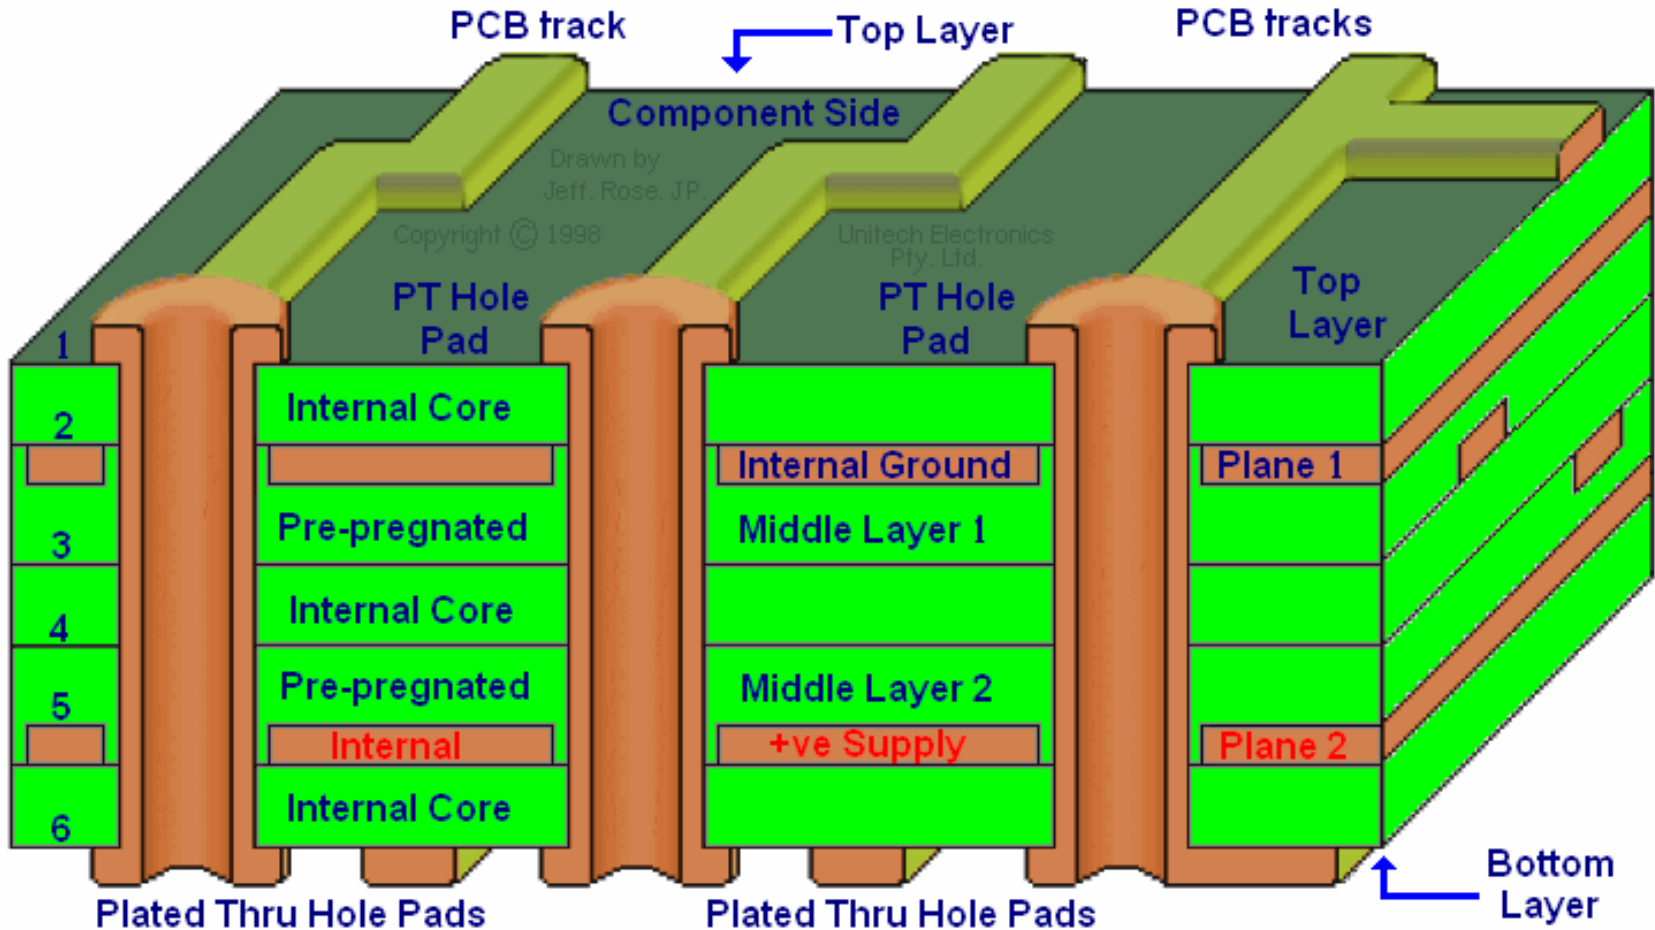 PCB track
Top Layer
PCB tracks
Component Side
Drawn by
Jeff. Rose. JP.
Copyright © 1998
Unitech Electronics
Pty. Ltd.
PT Hole
Pad
PT Hole
Pad
Top
Layer
1
Internal Core
2
Internal Ground
Plane 1
Pre-pregnated
Middle Layer 1
3
Internal Core
4
Pre-pregnated
Middle Layer 2
5
Internal
+ve Supply
Plane 2
Internal Core
6
Bottom
Layer
Plated Thru Hole Pads
Plated Thru Hole Pads